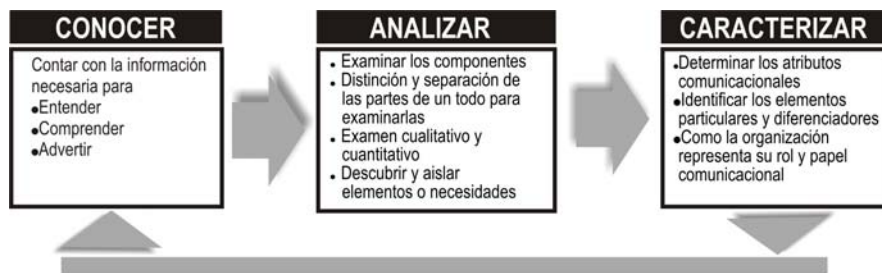 CONOCER
Contar con la información
necesaria para
●Entender
●Comprender
●Advertir
ANALIZAR
• Examinar los componentes
• Distinción y separación de
las partes de un todo para
examinarlas
• Examen cualitativo y
cuantitativo
• Descubrir y aislar
elementos o necesidades
CARACTERIZAR
●Determinar los atributos
comunicacionales
●Identificar los elementos
particulares y diferenciadores
●Como la organización
representa su rol y papel
comunicacional